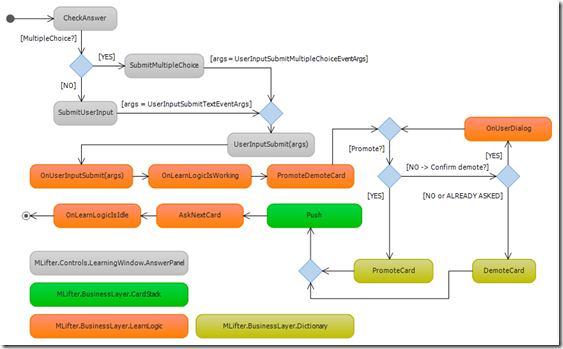 CheckAnswer
[MultipleChoice?]
[YES]
SubmitMultipleChoice
[args = UserInputSubmitMultipleChoiceEventArgs]
[NO]
SubmitUserInput
[args = UserInputSubmitTextEventArgs]
UserInputSubmit(args)
OnUserDialog
[Promote?]
[YES]
[NO -> Confirm demote?]
OnUserInputSubmit(args)
OnLearnLogicIsWorking
PromoteDemoteCard
[YES]
[NO or ALREADY ASKED]
OnLearnLogicIsIdle
AskNextCard
Push
MLifter.Controls.LearningWindow.AnswerPanel
PromoteCard
DemoteCard
MLifter.BusinessLayer.CardStack
MLifter.BusinessLayer.LearnLogic
MLifter.BusinessLayer.Dictionary